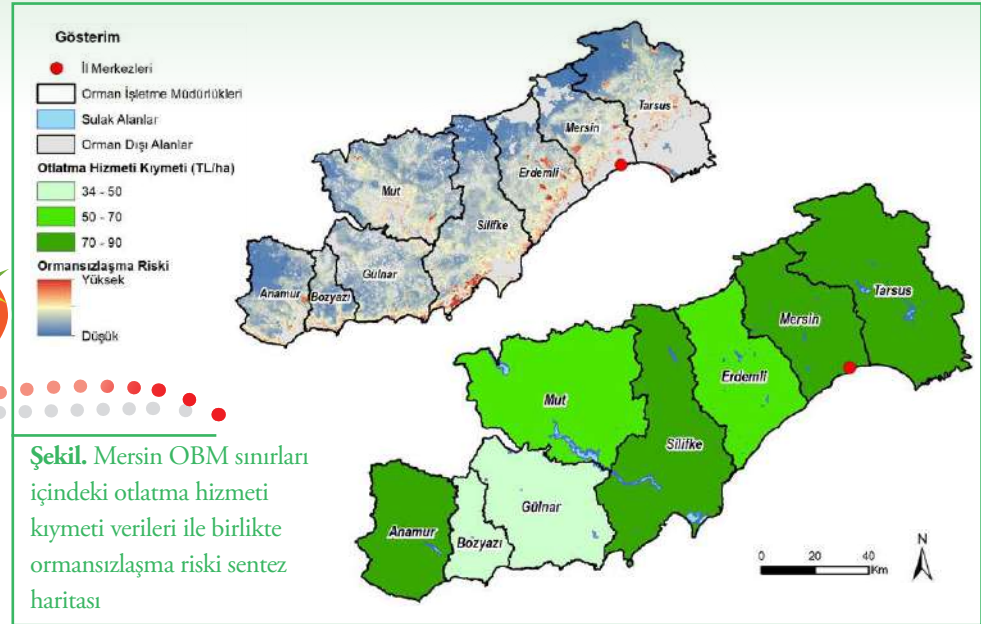 Gösterim
İl Merkezleri
Orman İşletme Müdürlükleri
Sulak Alanlar
Orman Dışı Alanlar
Otlatma Hizmeti Kıymeti (TL/ha)
34 - 50
50 - 70
70 - 90
Ormansızlaşma Riski
Yüksek
Düşük
Tarsus
Mersin
Erdemli
Mut
Silifke
Gülnar
Anamur
Bozyazı
Tarsus
Mersin
Erdemli
Mut
Silifke
Gülnar
Anamur
Bozyazı
0 20 40
Km
N
Şekil. Mersin OBM sınırları
içindeki otlatma hizmeti
kıymeti verileri ile birlikte
ormansızlaşma riski sentez
haritası